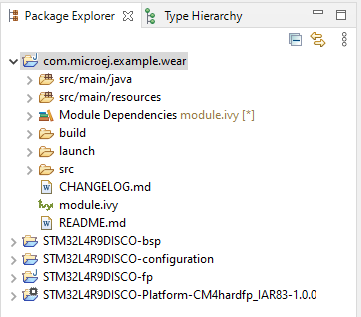 Package Explorer Type Hierarchy
com.microej.example.wear
src/main/java
src/main/resources
Module Dependencies module.ivy [*]
build
launch
src
CHANGELOG.md
module.ivy
README.md
STM32L4R9DISCO-bsp
STM32L4R9DISCO-configuration
STM32L4R9DISCO-fp
STM32L4R9DISCO-Platform-CM4hardfp_IAR83-1.0.0